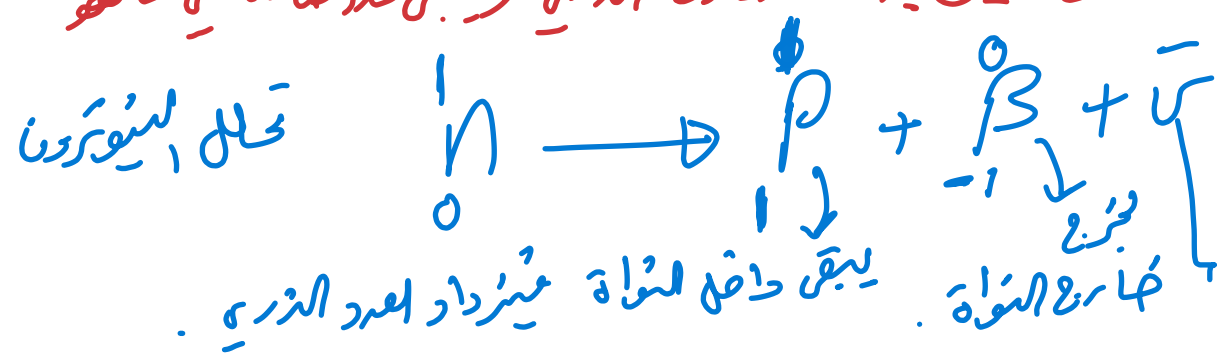 تحلل النيوترون ¹₀n → ¹₁p + ⁰₋₁β + ῡ
يبقى داخل النواة فيزداد العدد الذري .
يخرج
خارج النواة .